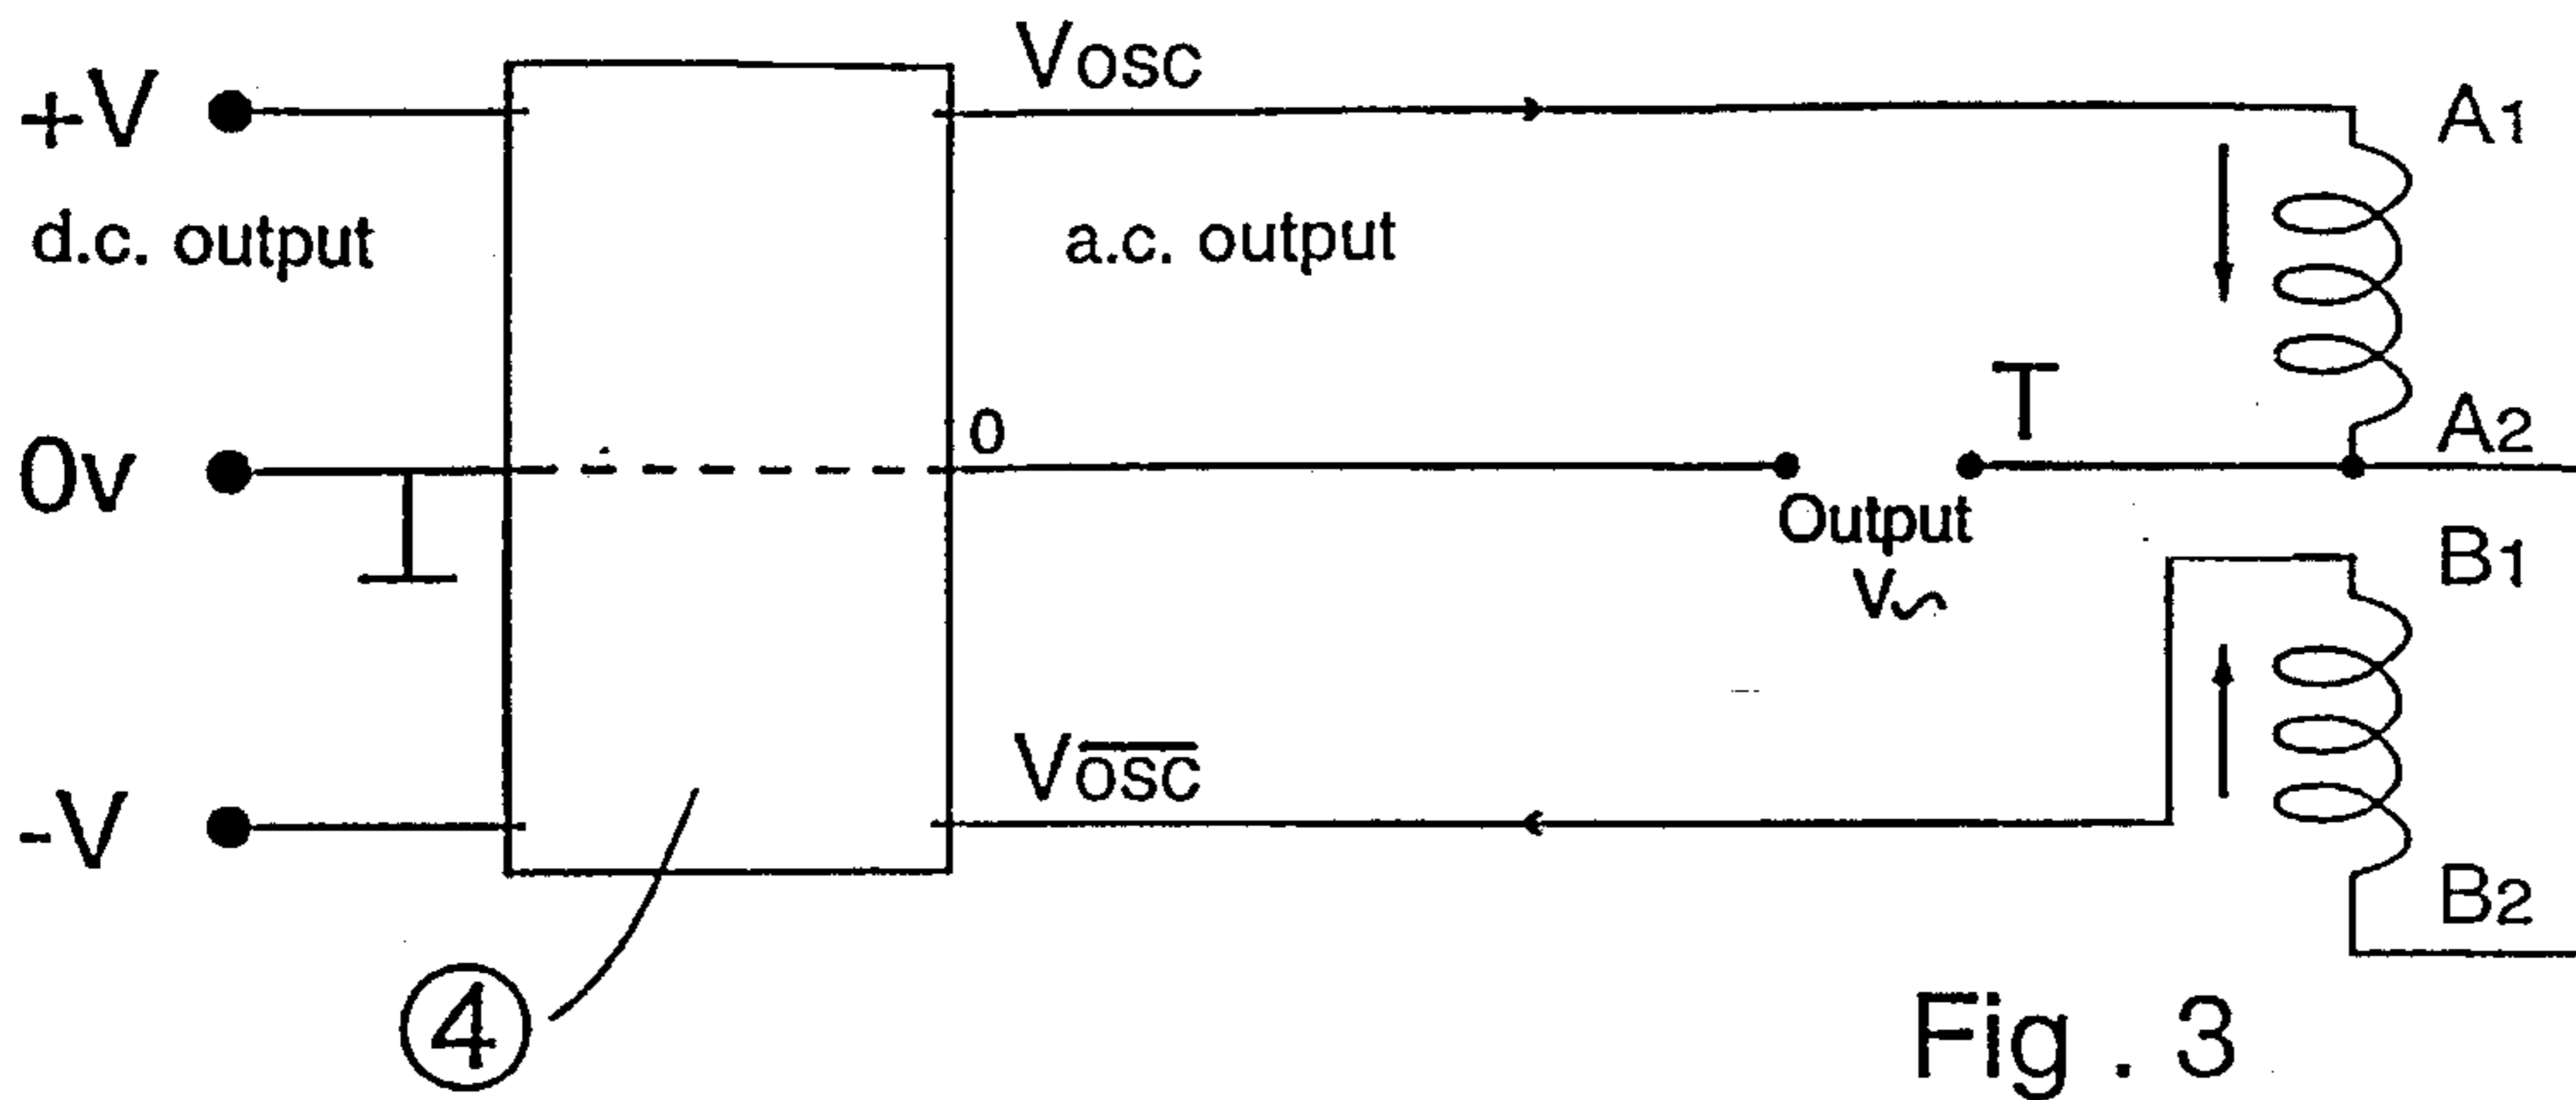 Vosc
+V
A1
d.c. output
a.c. output
T
A2
0
0v
Output
V~
B1
Vosc
-V
B2
4
Fig . 3